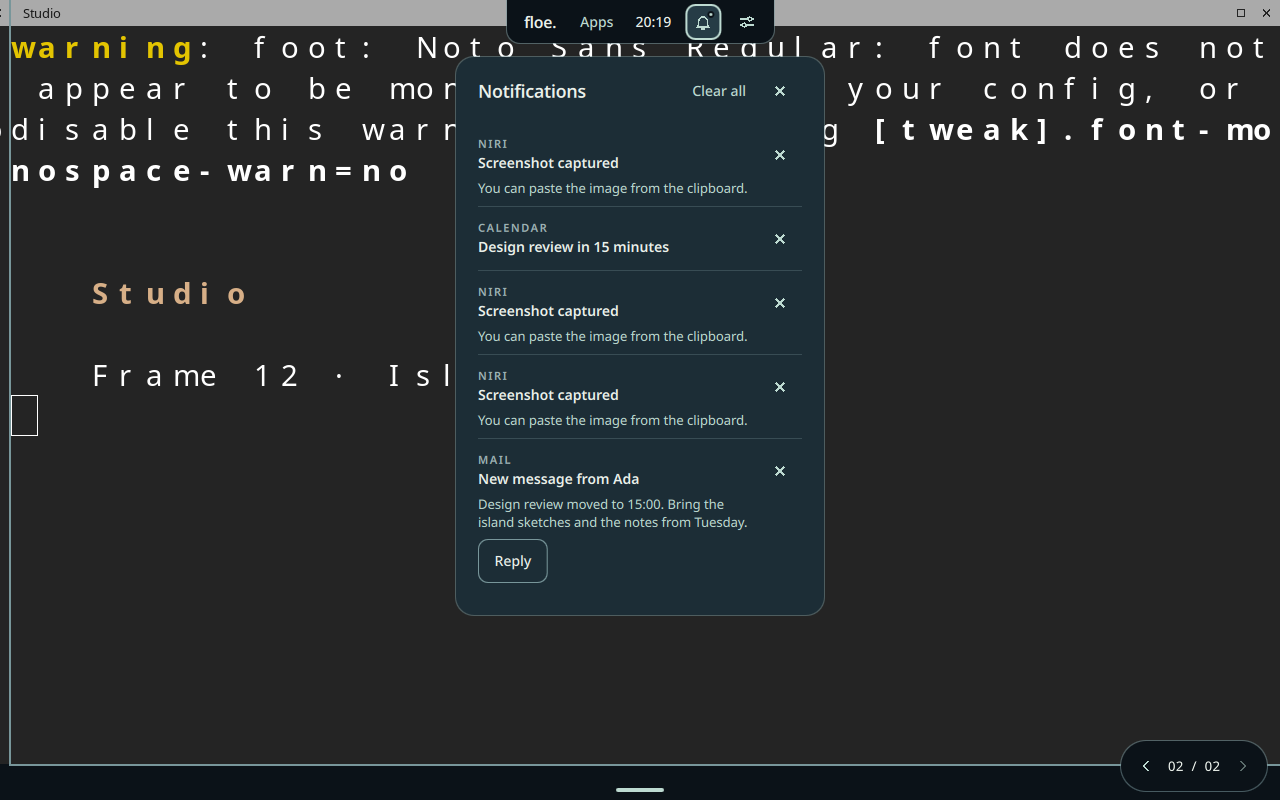 Studio
floe. Apps 20:19
warning: foot: Noto Sans Regular: font does not
appear to be your config, or
disable this [tweak].font-mo
nospace-warn=no
Studio
Frame 12 ·
Notifications Clear all
NIRI
Screenshot captured
You can paste the image from the clipboard.
CALENDAR
Design review in 15 minutes
NIRI
Screenshot captured
You can paste the image from the clipboard.
NIRI
Screenshot captured
You can paste the image from the clipboard.
MAIL
New message from Ada
Design review moved to 15:00. Bring the
island sketches and the notes from Tuesday.
Reply
02 / 02